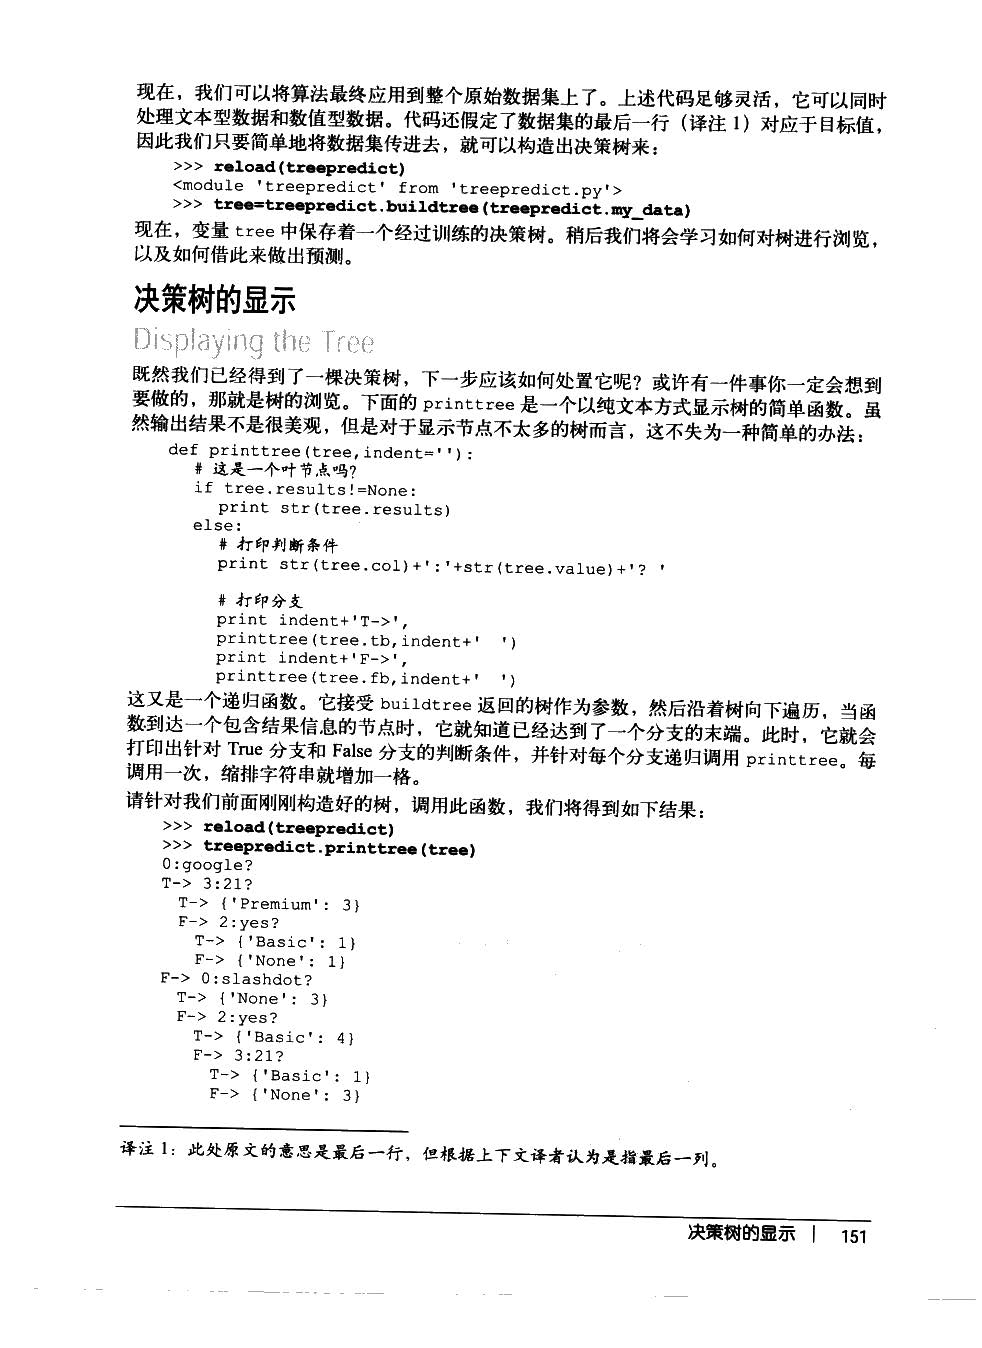 现在，我们可以将算法最终应用到整个原始数据集上了。上述代码足够灵活，它可以同时
处理文本型数据和数值型数据。代码还假定了数据集的最后一行（译注 1）对应于目标值，
因此我们只要简单地将数据集传进去，就可以构造出决策树来：
>>> reload(treepredict)
<module 'treepredict' from 'treepredict.py'>
>>> tree=treepredict.buildtree(treepredict.my_data)
现在，变量 tree 中保存着一个经过训练的决策树。稍后我们将会学习如何对树进行浏览，
以及如何借此来做出预测。
决策树的显示
Displaying the Tree
既然我们已经得到了一棵决策树，下一步应该如何处置它呢？或许有一件事你一定会想到
要做的，那就是树的浏览。下面的 printtree 是一个以纯文本方式显示树的简单函数。虽
然输出结果不是很美观，但是对于显示节点不太多的树而言，这不失为一种简单的办法：
def printtree(tree,indent=''):
# 这是一个叶节点吗?
if tree.results!=None:
print str(tree.results)
else:
# 打印判断条件
print str(tree.col)+':'+str(tree.value)+'? '
# 打印分支
print indent+'T->',
printtree(tree.tb,indent+'  ')
print indent+'F->',
printtree(tree.fb,indent+'  ')
这又是一个递归函数。它接受 buildtree 返回的树作为参数，然后沿着树向下遍历，当函
数到达一个包含结果信息的节点时，它就知道已经达到了一个分支的末端。此时，它就会
打印出针对 True 分支和 False 分支的判断条件，并针对每个分支递归调用 printtree。每
调用一次，缩排字符串就增加一格。
请针对我们前面刚刚构造好的树，调用此函数，我们将得到如下结果：
>>> reload(treepredict)
>>> treepredict.printtree(tree)
0:google?
T-> 3:21?
T-> {'Premium': 3}
F-> 2:yes?
T-> {'Basic': 1}
F-> {'None': 1}
F-> 0:slashdot?
T-> {'None': 3}
F-> 2:yes?
T-> {'Basic': 4}
F-> 3:21?
T-> {'Basic': 1}
F-> {'None': 3}
译注 1：此处原文的意思是最后一行，但根据上下文译者认为是指最后一列。
决策树的显示 | 151